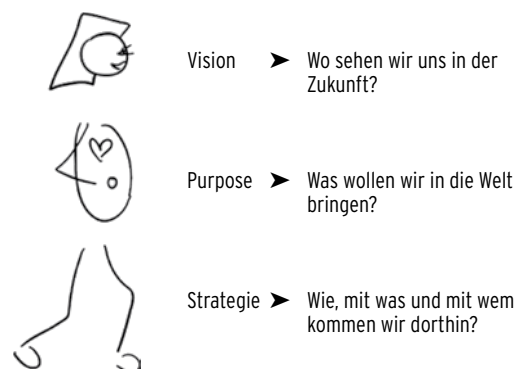 Vision ➤ Wo sehen wir uns in der
Zukunft?
Purpose ➤ Was wollen wir in die Welt
bringen?
Strategie ➤ Wie, mit was und mit wem
kommen wir dorthin?